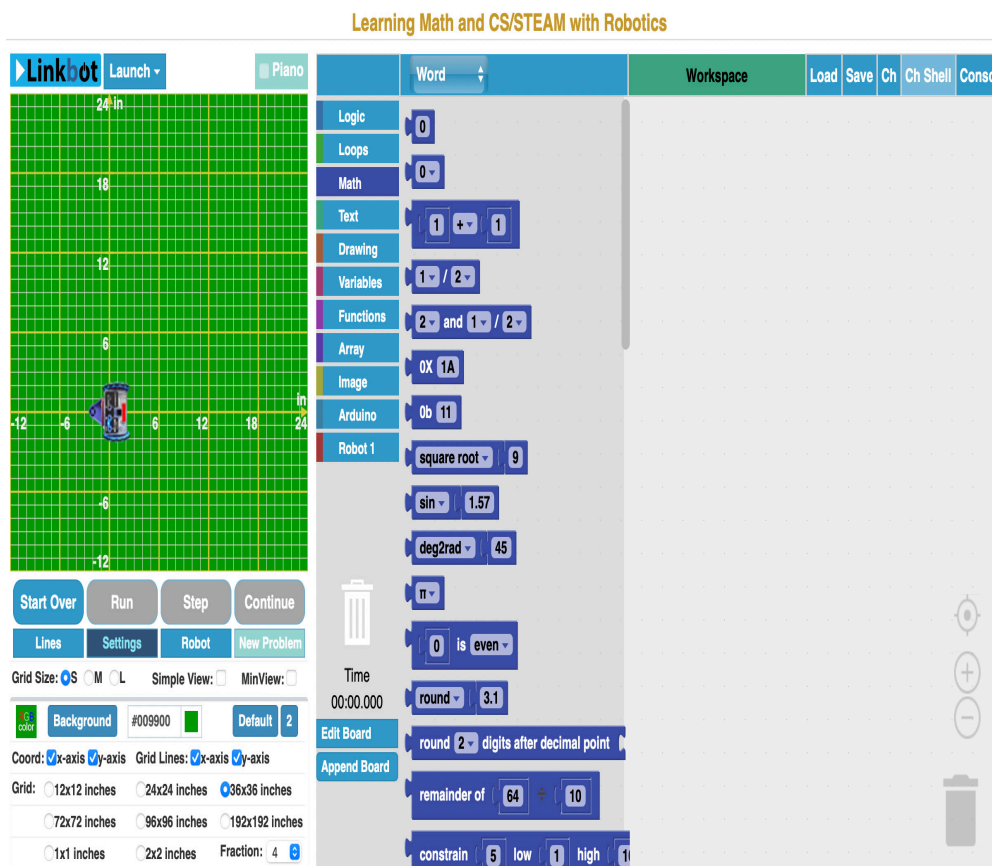 Learning Math and CS/STEAM with Robotics
Linkbot Launch Piano
Word
Workspace
Load Save Ch Ch Shell
24 in
18
12
6
in
-12 -6 6 12 18 24
-6
-12
Start Over Run Step Continue
Lines Settings Robot New Problem
Grid Size: S M L Simple View: MinView:
RGB color Background #009900 Default 2
Coord: x-axis y-axis Grid Lines: x-axis y-axis
Grid: 12x12 inches 24x24 inches 36x36 inches
72x72 inches 96x96 inches 192x192 inches
1x1 inches 2x2 inches Fraction: 4
Logic
Loops
Math
Text
Drawing
Variables
Functions
Array
Image
Arduino
Robot 1
Time
00:00.000
Edit Board
Append Board
0
0
1 + 1
1 / 2
2 and 1 / 2
0X 1A
0b 11
square root 9
sin 1.57
deg2rad 45
π
0 is even
round 3.1
round 2 digits after decimal point
remainder of 64 ÷ 10
constrain 5 low 1 high